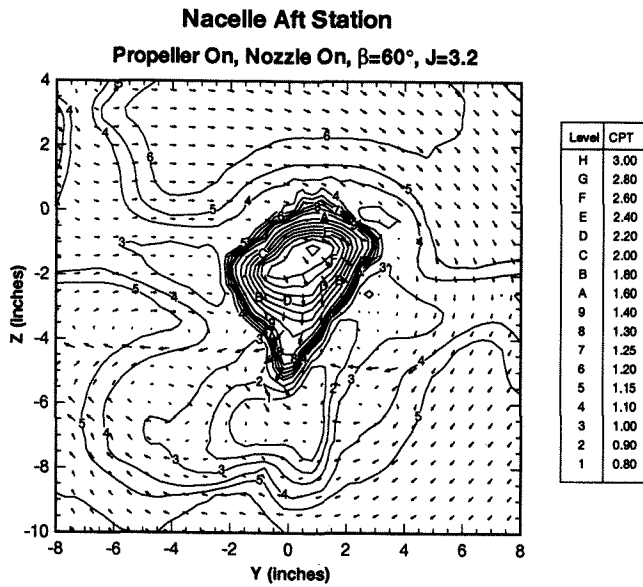 Nacelle Aft Station
Propeller On, Nozzle On, β=60°, J=3.2
Z (inches)
4
2
0
-2
-4
-6
-8
-10
-8 -6 -4 -2 0 2 4 6 8
Y (inches)
Level CPT
H 3.00
G 2.80
F 2.60
E 2.40
D 2.20
C 2.00
B 1.80
A 1.60
9 1.40
8 1.30
7 1.25
6 1.20
5 1.15
4 1.10
3 1.00
2 0.90
1 0.80